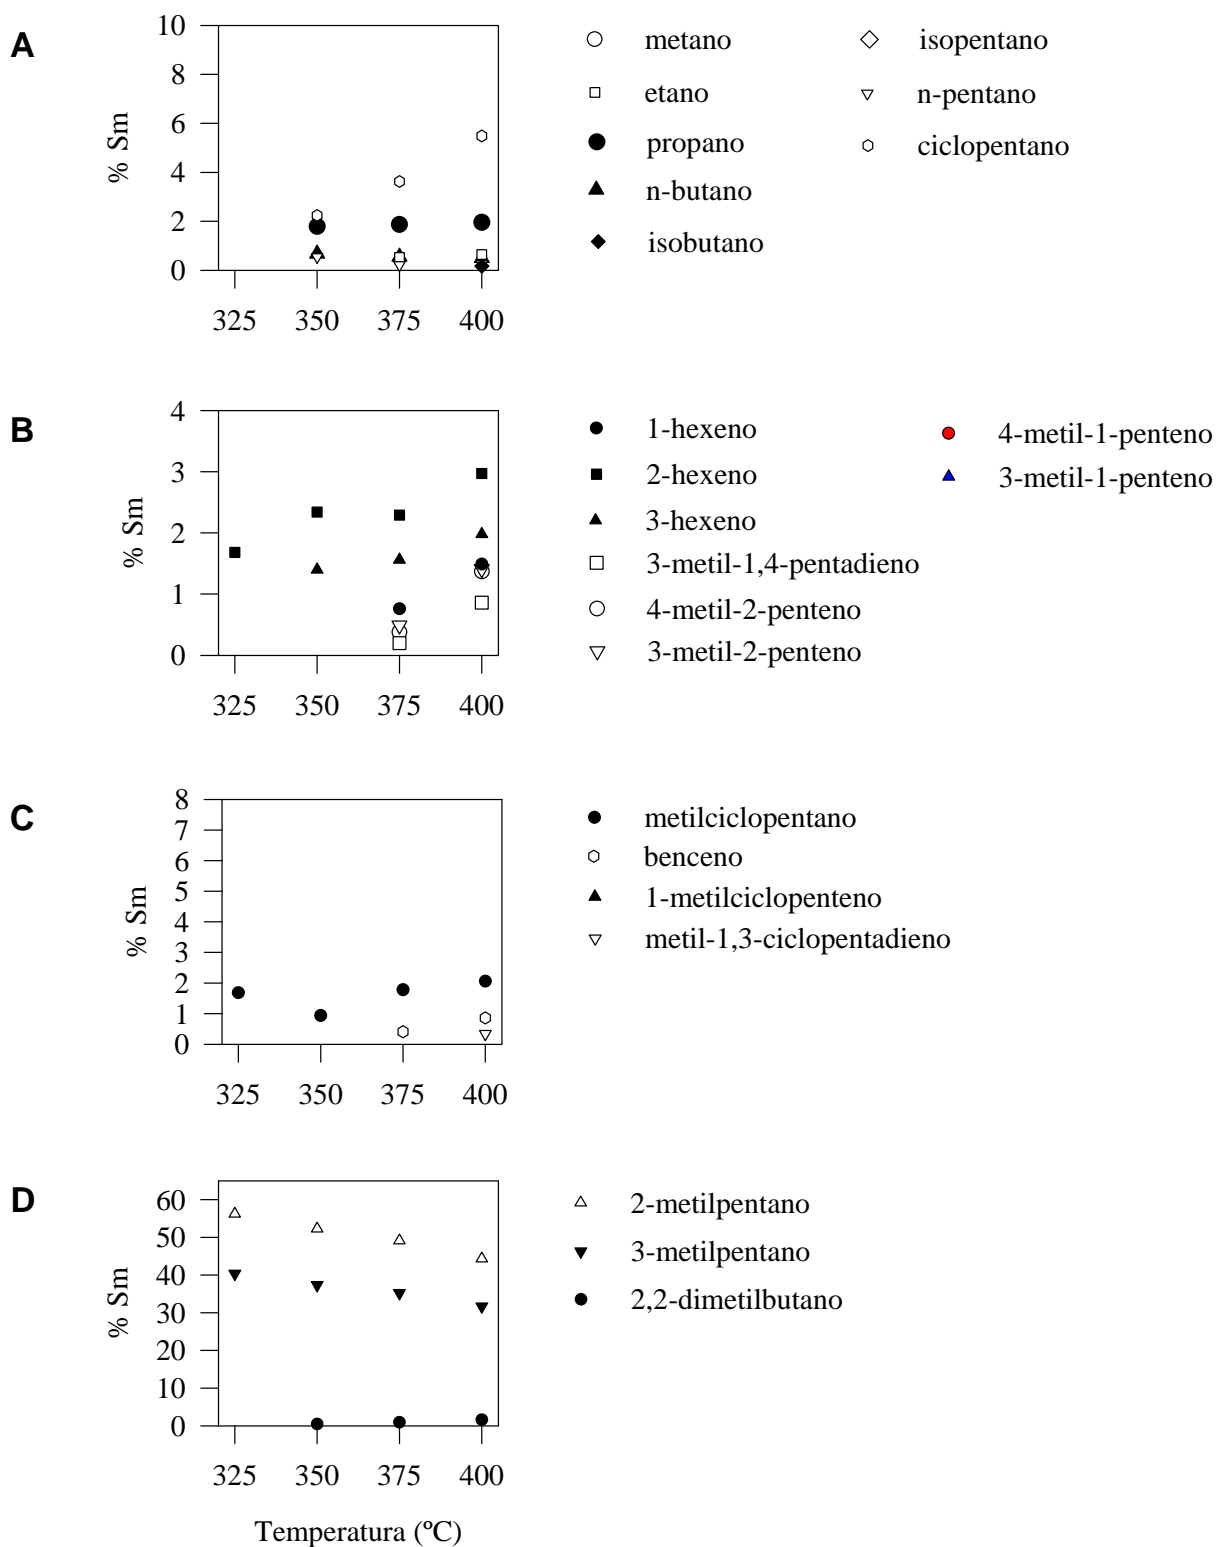 A
10
8
6
4
2
0
% Sm
325 350 375 400
metano
etano
propano
n-butano
isobutano
isopentano
n-pentano
ciclopentano
B
4
3
2
1
0
% Sm
325 350 375 400
1-hexeno
2-hexeno
3-hexeno
3-metil-1,4-pentadieno
4-metil-2-penteno
3-metil-2-penteno
4-metil-1-penteno
3-metil-1-penteno
C
8
7
6
5
4
3
2
1
0
% Sm
325 350 375 400
metilciclopentano
benceno
1-metilciclopenteno
metil-1,3-ciclopentadieno
D
60
50
40
30
20
10
0
% Sm
325 350 375 400
Temperatura (ºC)
2-metilpentano
3-metilpentano
2,2-dimetilbutano